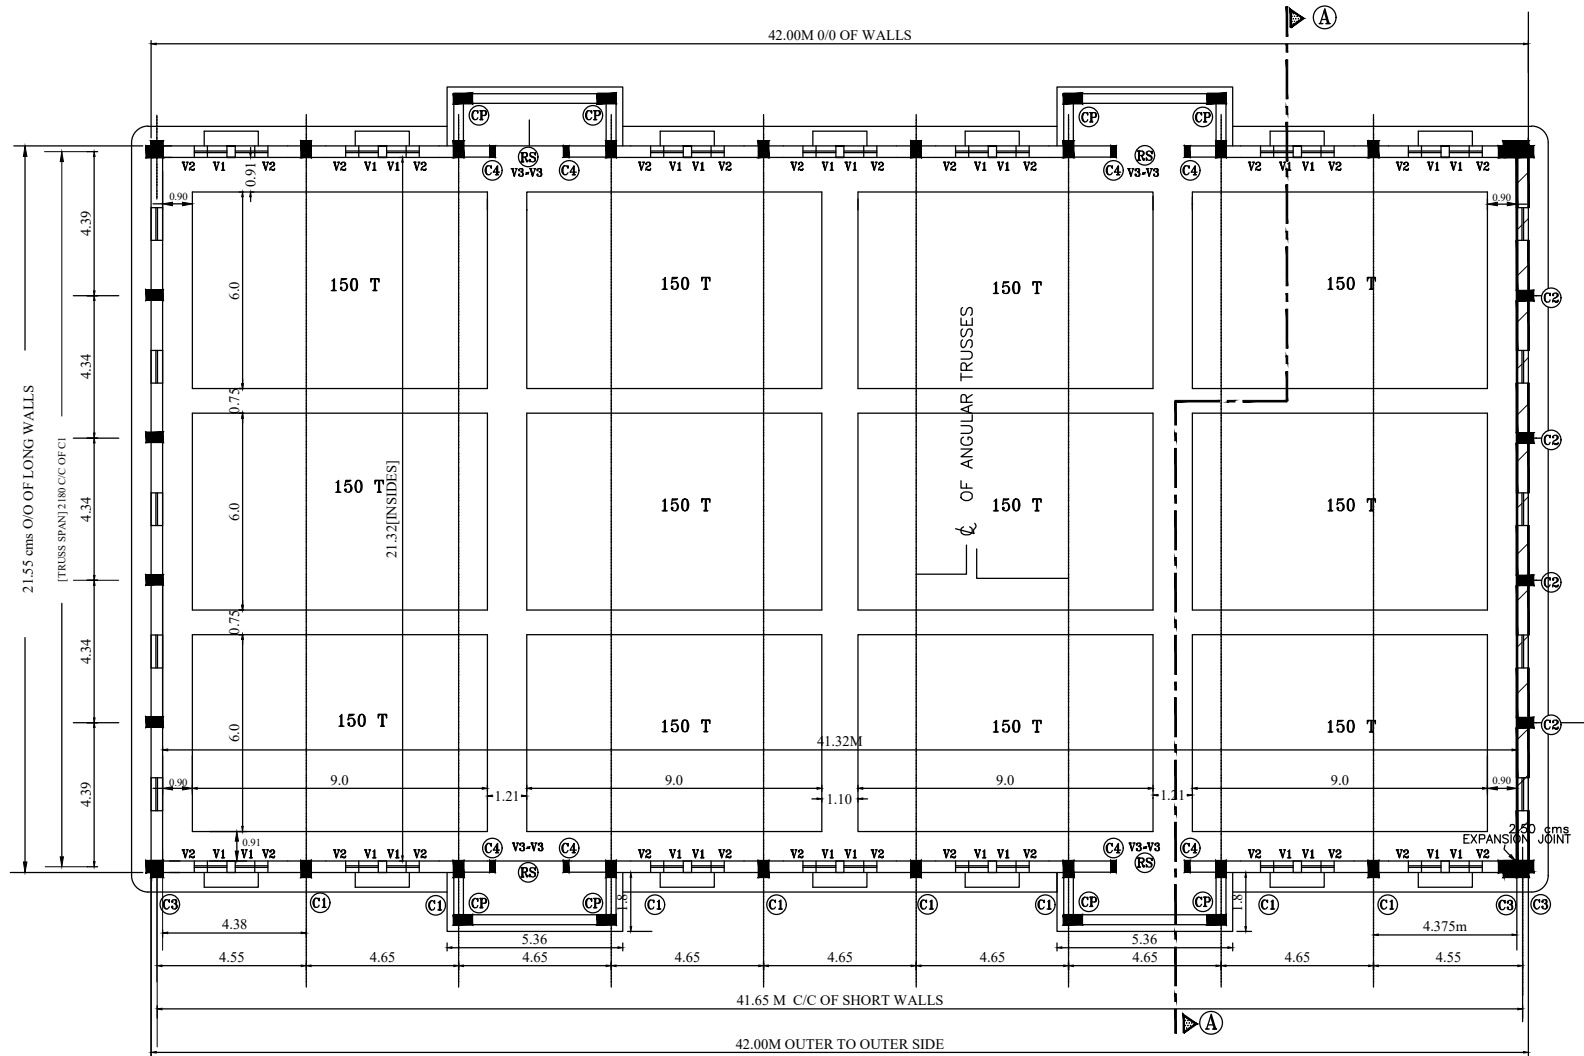 A
42.00M 0/0 OF WALLS
CP CP CP CP
V2 V1 V2 V2 V1 V1 V2 C4 RS C4 V2 V1 V1 V2 V2 V1 V1 V2 V2 V1 V1 V2 C4 RS C4 V2 V1 V1 V2 V2 V1 V1 V2
V3-V3 V3-V3
0.91
0.90 0.90
4.39
150 T 150 T 150 T 150 T
6.0
C2
4.34
0.75
OF ANGULAR TRUSSES
21.55 cms O/O OF LONG WALLS
[TRUSS SPAN] 2180 C/C OF C1
C2
150 T 150 T 150 T 150 T
4.34
6.0
21.32[INSIDES]
C2
4.34
0.75
150 T 150 T 150 T 150 T
6.0
C2
41.32M
4.39
0.90 9.0 9.0 9.0 9.0 0.90
1.21 1.10 1.21
0.91
2.50 cms
EXPANSION JOINT
V3-V3 V3-V3
V2 V1 V1 V2 V2 V1 V1 V2 C4 RS C4 V2 V1 V1 V2 V2 V1 V1 V2 V2 V1 V1 V2 C4 RS C4 V2 V1 V1 V2 V2 V1 V1 V2
C3 C1 C1 CP CP 1.8 C1 C1 C1 C1 CP CP 1.8 C1 C1 C3 C3
4.38 4.375m
5.36 5.36
4.55 4.65 4.65 4.65 4.65 4.65 4.65 4.65 4.55
41.65 M C/C OF SHORT WALLS
A
42.00M OUTER TO OUTER SIDE